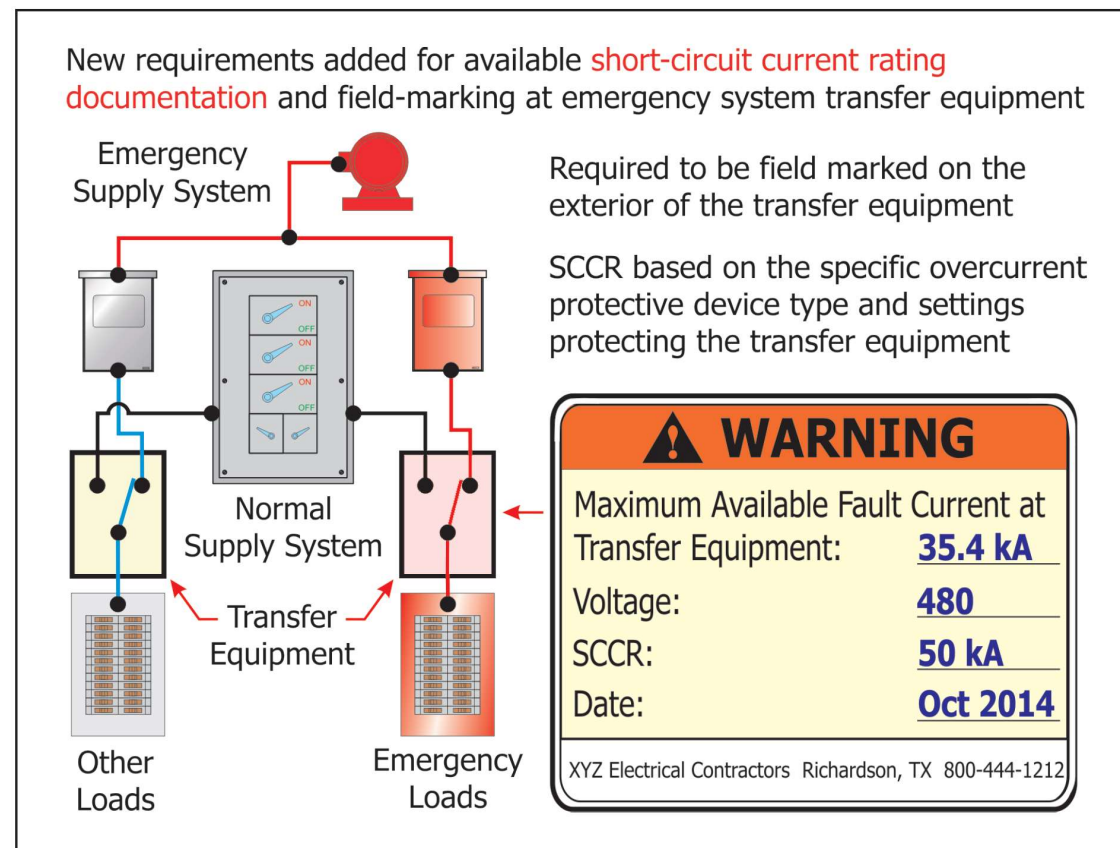 New requirements added for available short-circuit current rating
documentation and field-marking at emergency system transfer equipment
Emergency
Supply System
Required to be field marked on the
exterior of the transfer equipment
SCCR based on the specific overcurrent
protective device type and settings
protecting the transfer equipment
ON
OFF
ON
OFF
ON
OFF
Normal
Supply System
Transfer
Equipment
Other
Loads
Emergency
Loads
WARNING
Maximum Available Fault Current at
Transfer Equipment: 35.4 kA
Voltage: 480
SCCR: 50 kA
Date: Oct 2014
XYZ Electrical Contractors Richardson, TX 800-444-1212